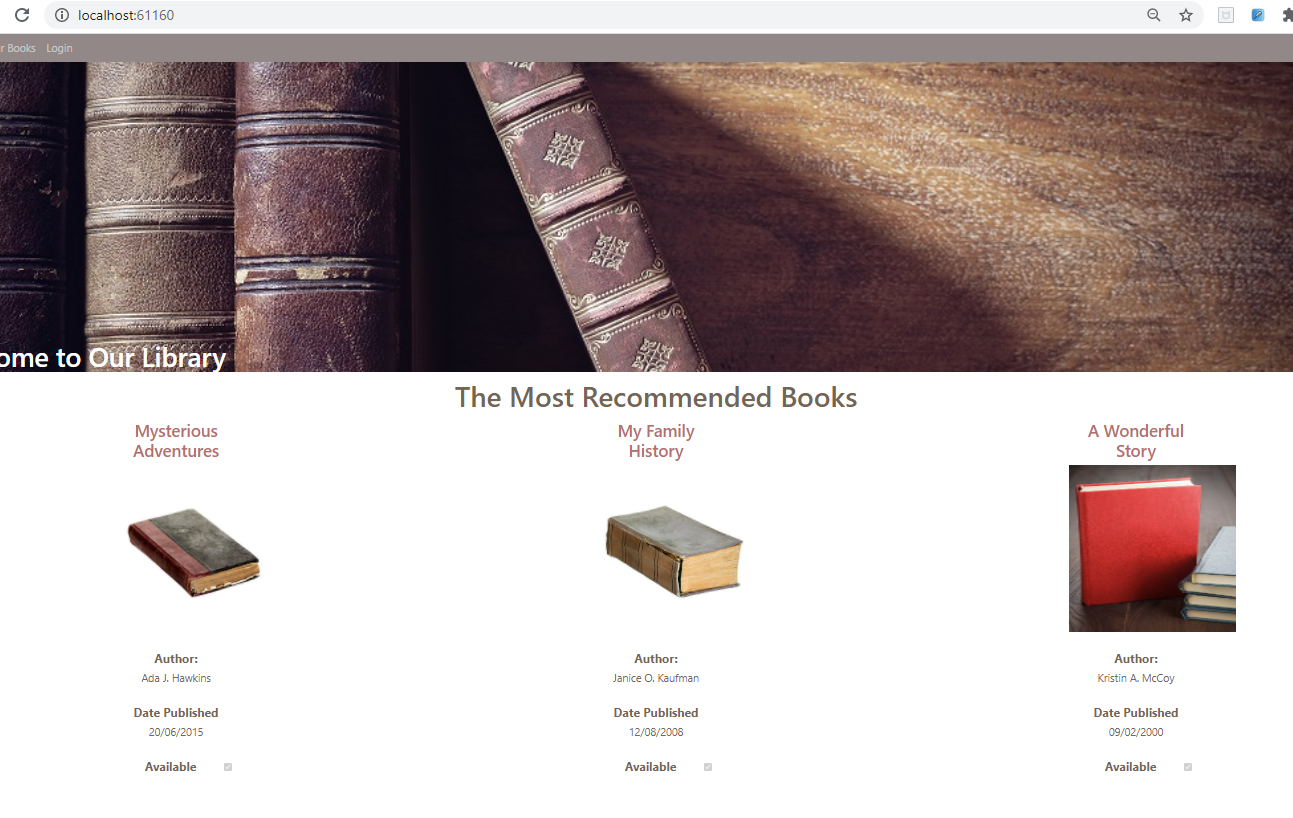 localhost:61160
r Books Login
ome to Our Library
The Most Recommended Books
Mysterious
Adventures
My Family
History
A Wonderful
Story
Author:
Ada J. Hawkins
Date Published
20/06/2015
Available
Author:
Janice O. Kaufman
Date Published
12/08/2008
Available
Author:
Kristin A. McCoy
Date Published
09/02/2000
Available